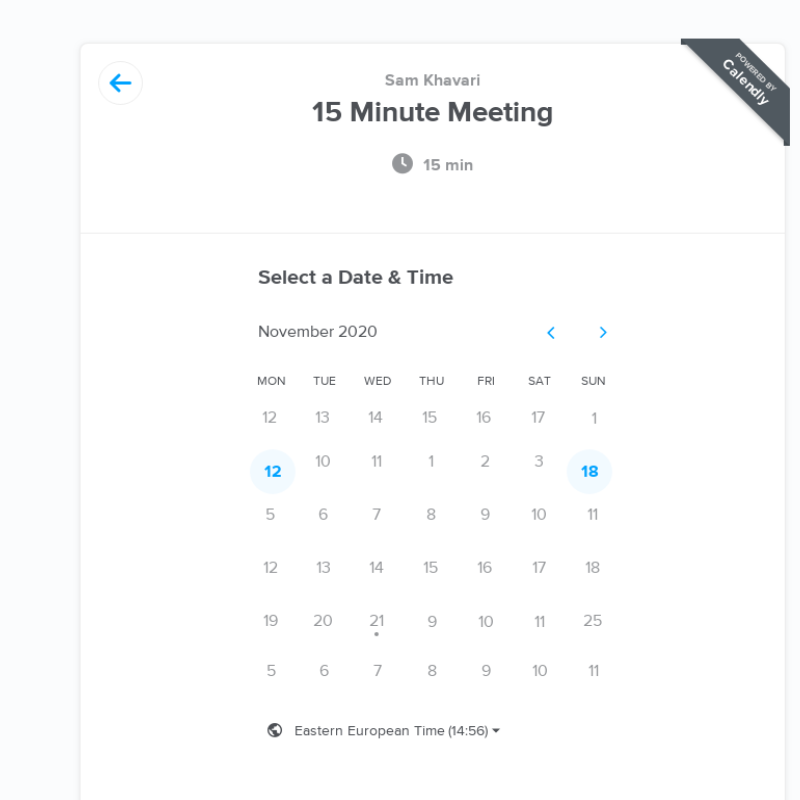 POWERED BY
Calendly
Sam Khavari
15 Minute Meeting
15 min
Select a Date & Time
November 2020
MON TUE WED THU FRI SAT SUN
12 13 14 15 16 17 1
12 10 11 1 2 3 18
5 6 7 8 9 10 11
12 13 14 15 16 17 18
19 20 21 9 10 11 25
5 6 7 8 9 10 11
Eastern European Time (14:56)